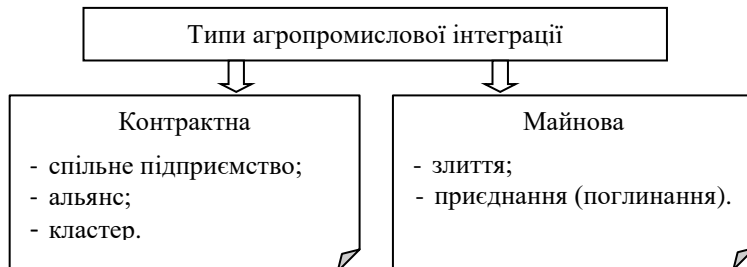 Типи агропромислової інтеграції
Контрактна
- спільне підприємство;
- альянс;
- кластер.
Майнова
- злиття;
- приєднання (поглинання).